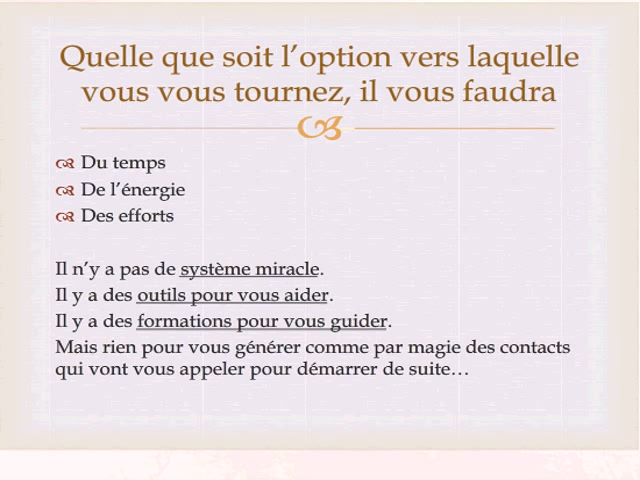 Quelle que soit l’option vers laquelle
vous vous tournez, il vous faudra
Du temps
De l’énergie
Des efforts
Il n’y a pas de système miracle.
Il y a des outils pour vous aider.
Il y a des formations pour vous guider.
Mais rien pour vous générer comme par magie des contacts
qui vont vous appeler pour démarrer de suite…